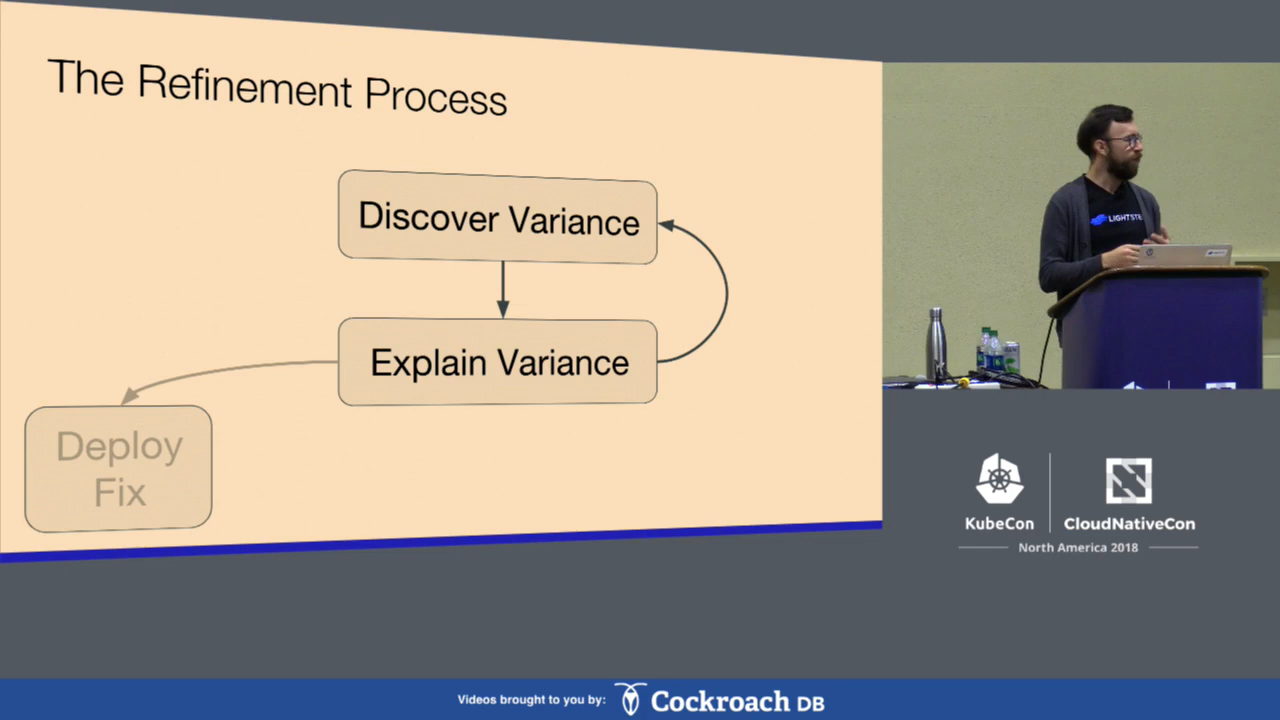 The Refinement Process
Discover Variance
Explain Variance
Deploy
Fix
LIGHTSTE
KubeCon
CloudNativeCon
North America 2018
Videos brought to you by:
Cockroach DB